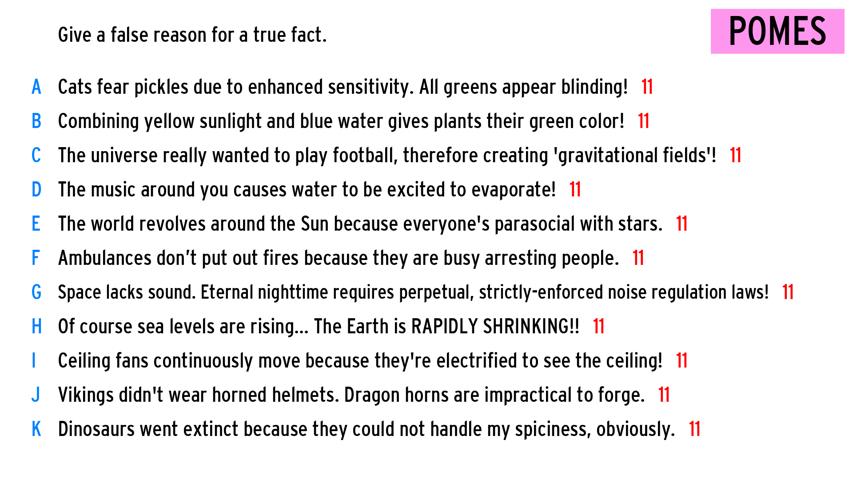 Give a false reason for a true fact.
POMES
A Cats fear pickles due to enhanced sensitivity. All greens appear blinding! 11
B Combining yellow sunlight and blue water gives plants their green color! 11
C The universe really wanted to play football, therefore creating 'gravitational fields'! 11
D The music around you causes water to be excited to evaporate! 11
E The world revolves around the Sun because everyone's parasocial with stars. 11
F Ambulances don’t put out fires because they are busy arresting people. 11
G Space lacks sound. Eternal nighttime requires perpetual, strictly-enforced noise regulation laws! 11
H Of course sea levels are rising... The Earth is RAPIDLY SHRINKING!! 11
I Ceiling fans continuously move because they're electrified to see the ceiling! 11
J Vikings didn't wear horned helmets. Dragon horns are impractical to forge. 11
K Dinosaurs went extinct because they could not handle my spiciness, obviously. 11